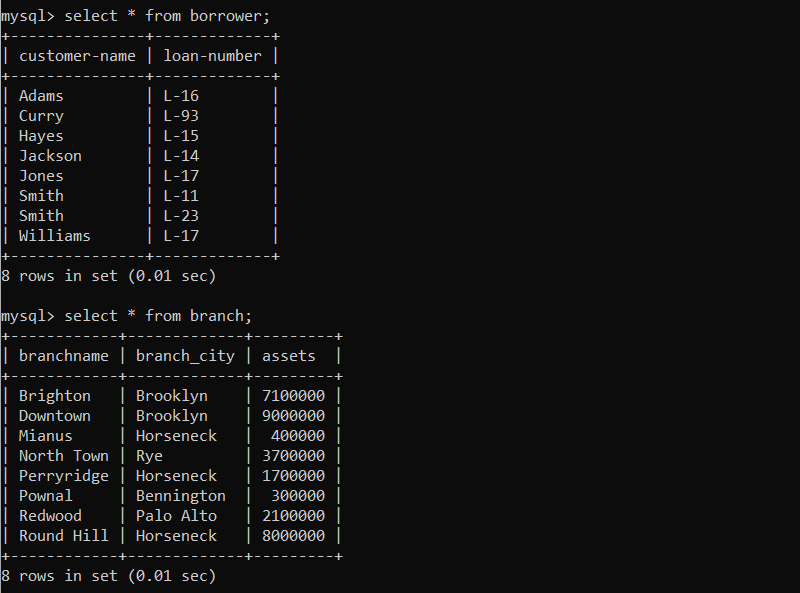 mysql> select * from borrower;
+---------------+-------------+
| customer-name | loan-number |
+---------------+-------------+
| Adams         | L-16        |
| Curry         | L-93        |
| Hayes         | L-15        |
| Jackson       | L-14        |
| Jones         | L-17        |
| Smith         | L-11        |
| Smith         | L-23        |
| Williams      | L-17        |
+---------------+-------------+
8 rows in set (0.01 sec)

mysql> select * from branch;
+------------+-------------+---------+
| branchname | branch_city | assets  |
+------------+-------------+---------+
| Brighton   | Brooklyn    | 7100000 |
| Downtown   | Brooklyn    | 9000000 |
| Mianus     | Horseneck   |  400000 |
| North Town | Rye         | 3700000 |
| Perryridge | Horseneck   | 1700000 |
| Pownal     | Bennington  |  300000 |
| Redwood    | Palo Alto   | 2100000 |
| Round Hill | Horseneck   | 8000000 |
+------------+-------------+---------+
8 rows in set (0.01 sec)